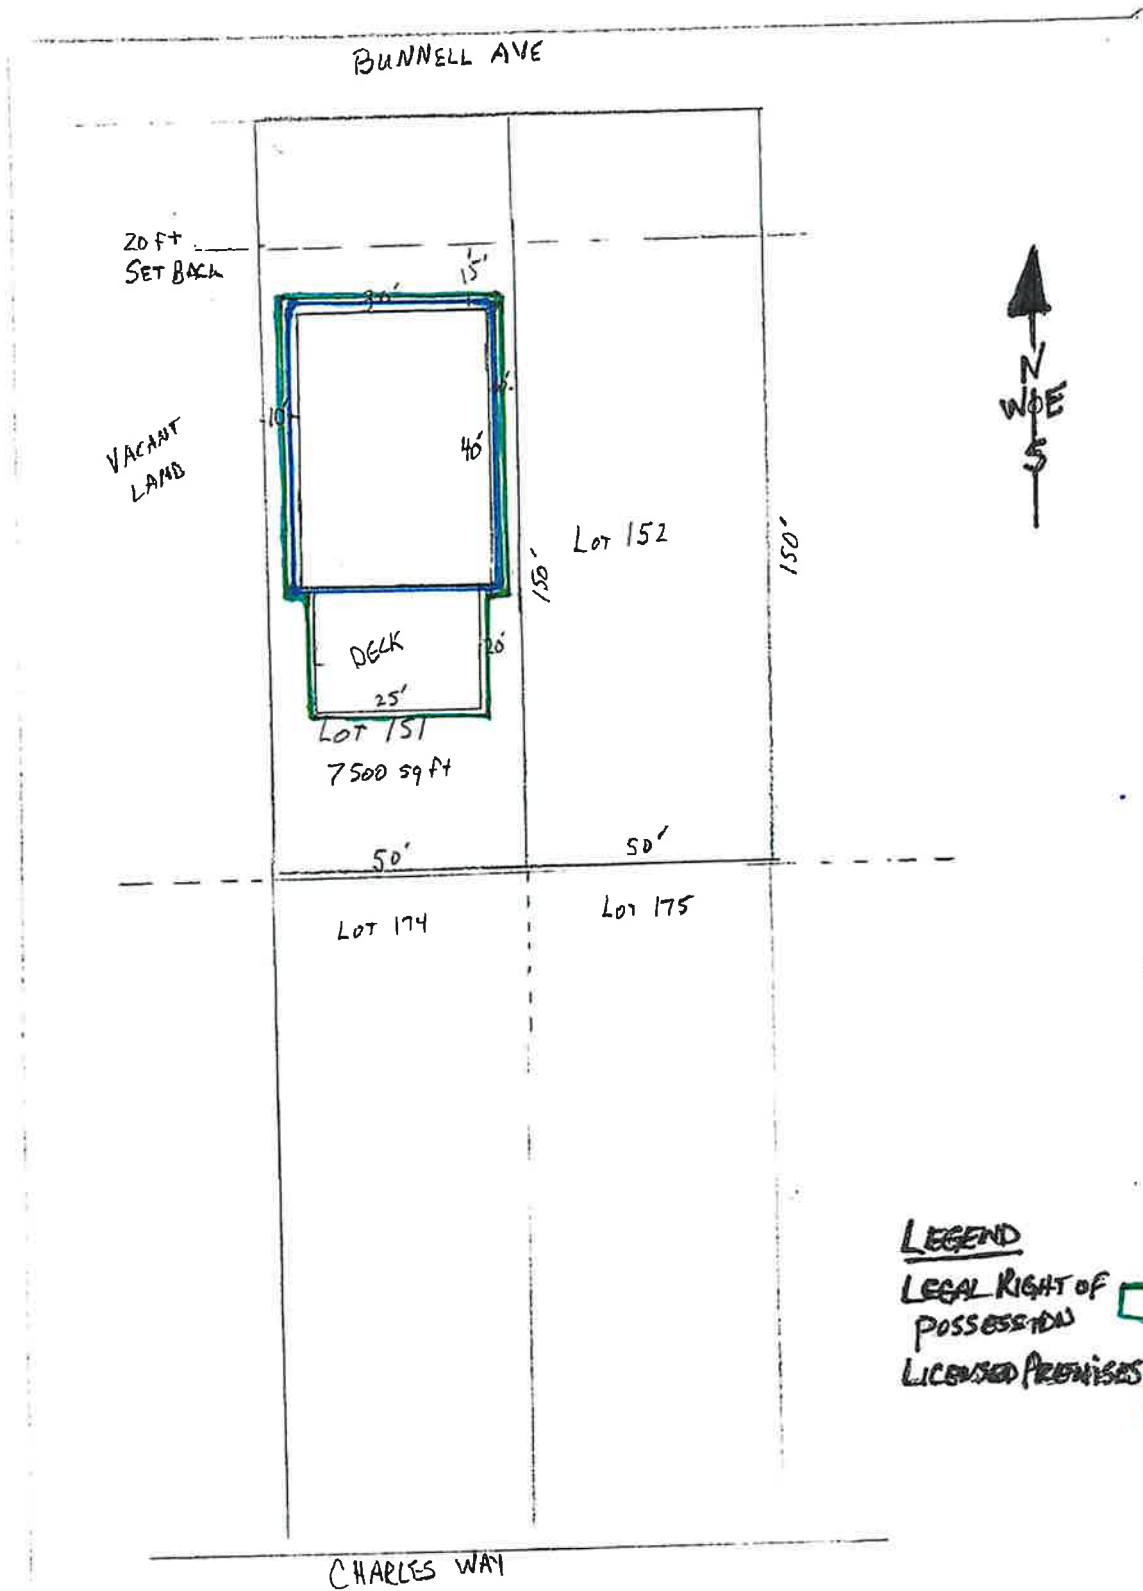 BUNNELL AVE
20 ft
SET BACK
15'
30'
10'
40'
VACANT
LAND
N
W E
S
LOT 152
150'
150'
DECK
20'
25'
LOT 151
7500 sq ft
50'
50'
LOT 174
LOT 175
LEGEND
LEGAL RIGHT OF
POSSESSION
LICENSED PREMISES
CHARLES WAY